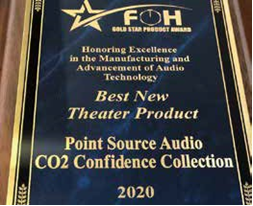 FOH
GOLD STAR PRODUCT AWARD
Honoring Excellence
in the Manufacturing and
Advancement of Audio
Technology
Best New
Theater Product
Point Source Audio
CO2 Confidence Collection
2020